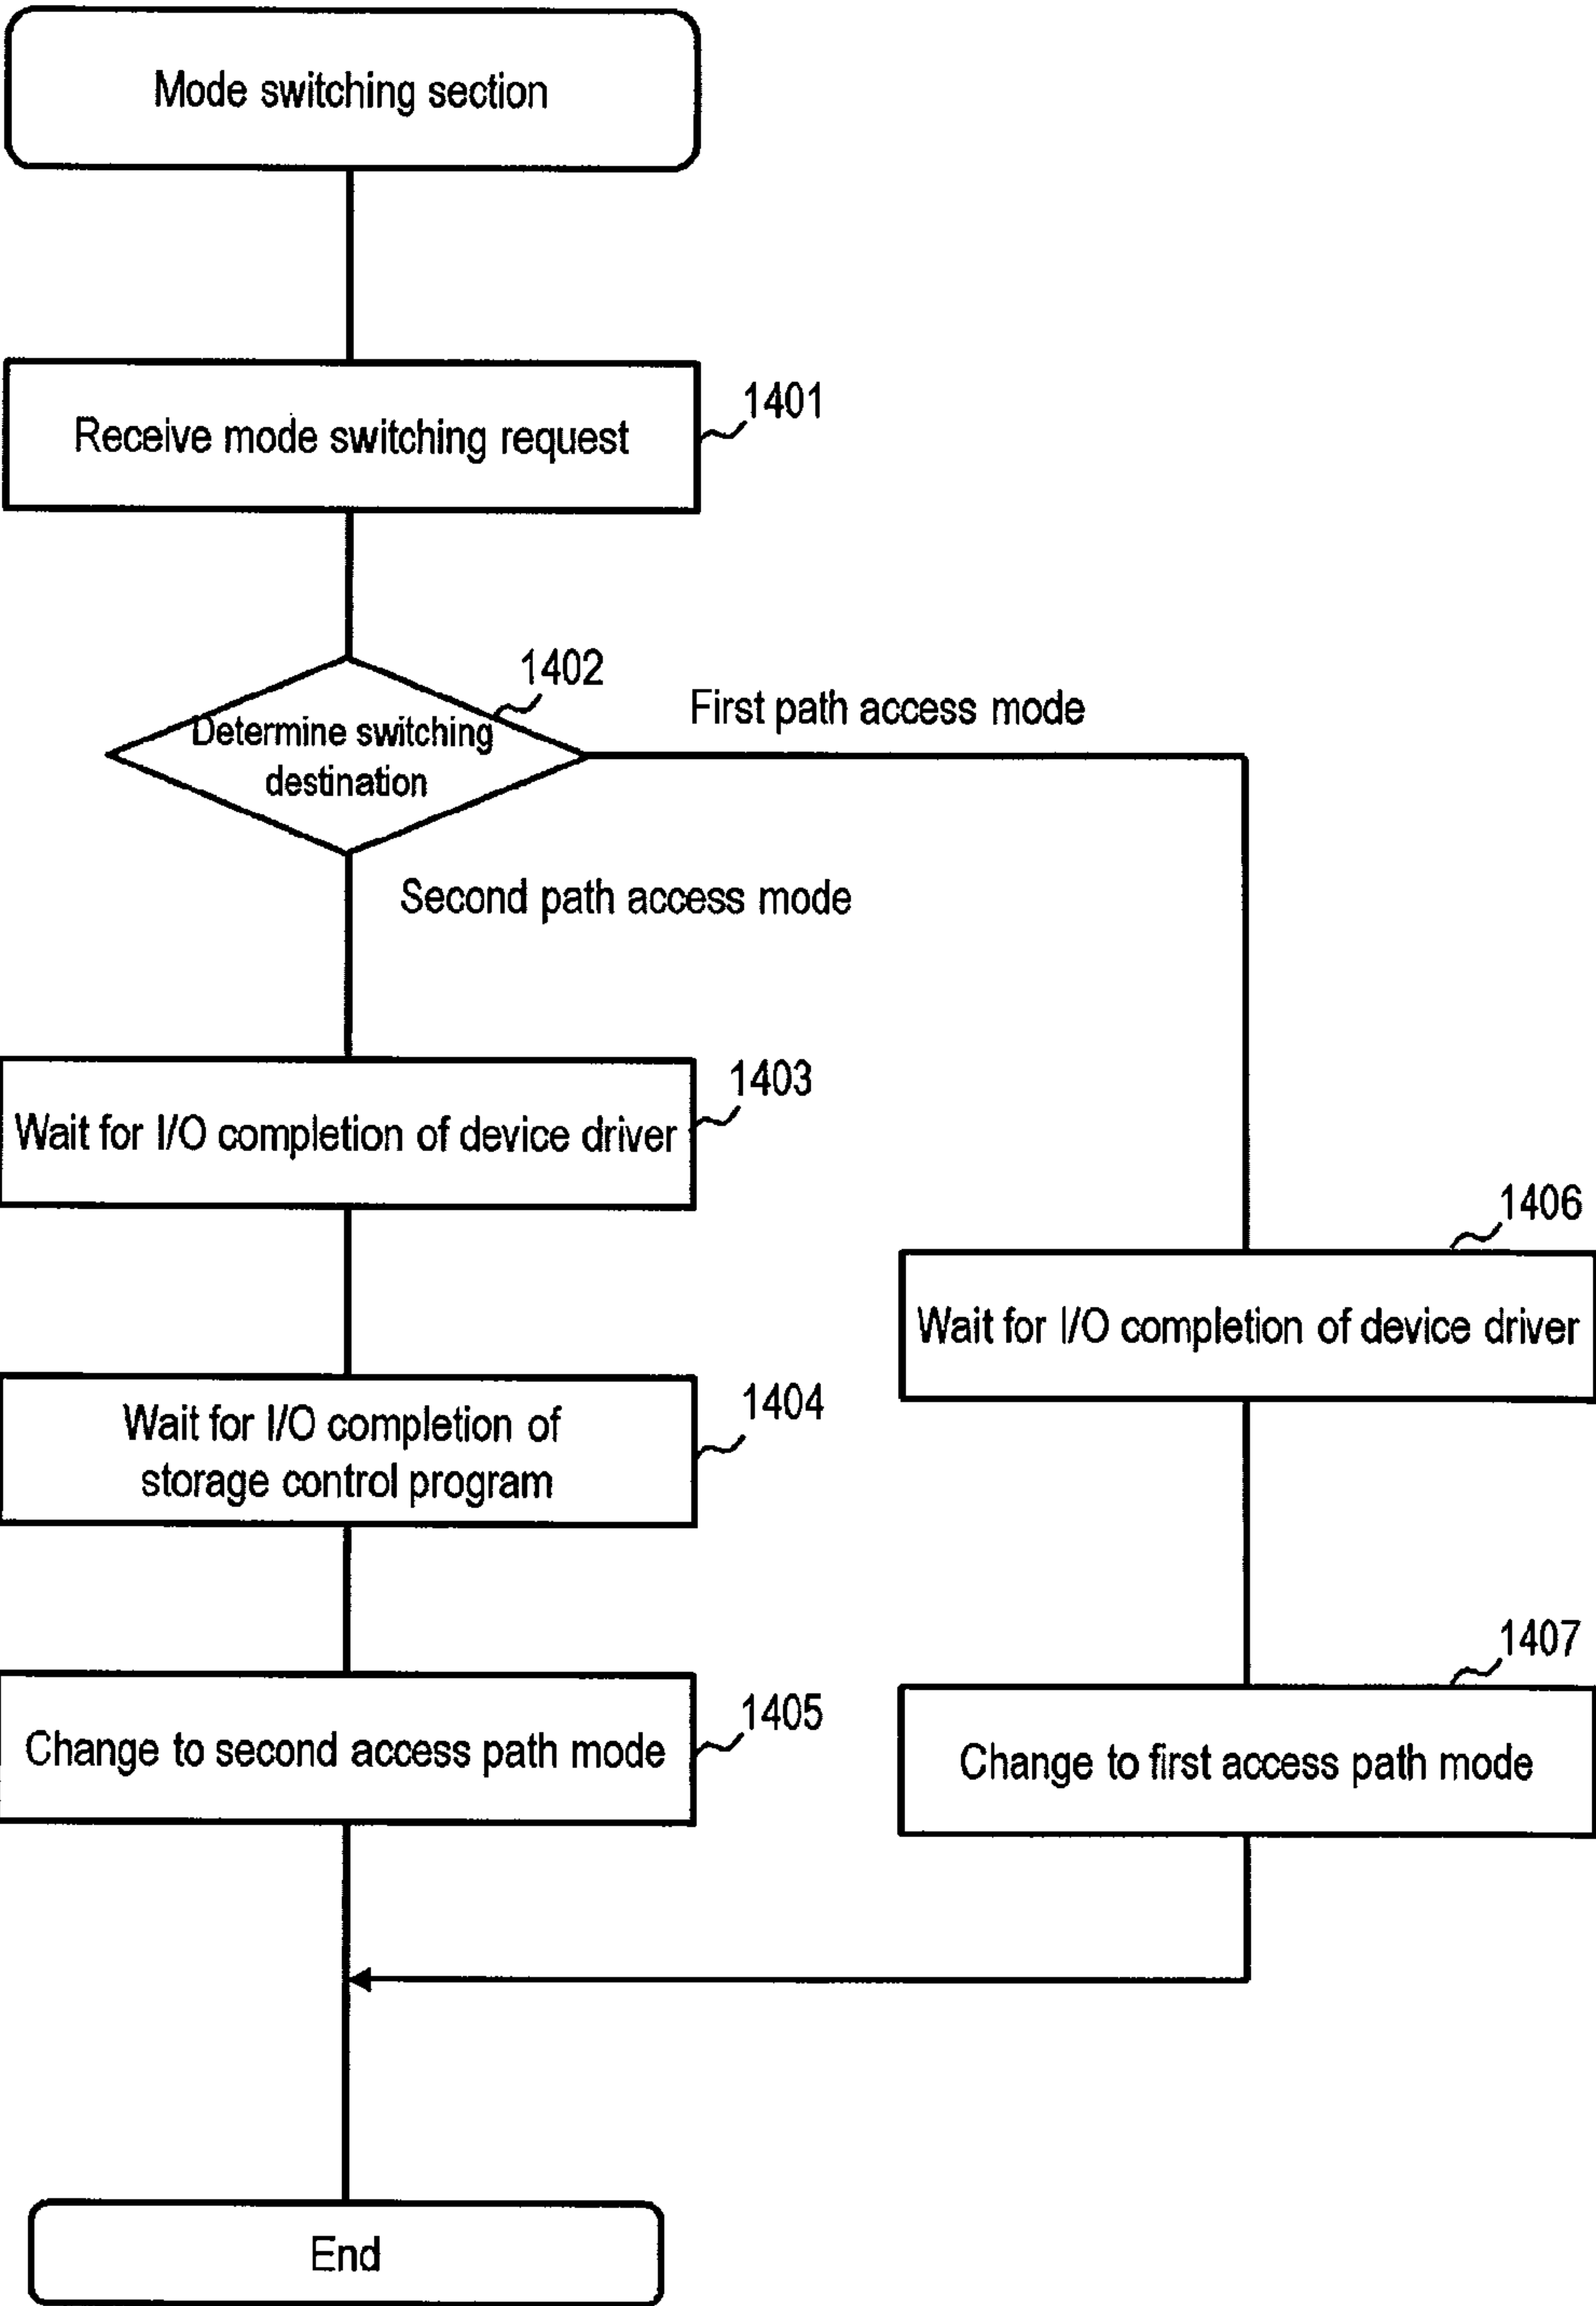 Mode switching section
Receive mode switching request
1401
1402
Determine switching
destination
First path access mode
Second path access mode
Wait for I/O completion of device driver
1403
Wait for I/O completion of
storage control program
1404
Change to second access path mode
1405
1406
Wait for I/O completion of device driver
1407
Change to first access path mode
End